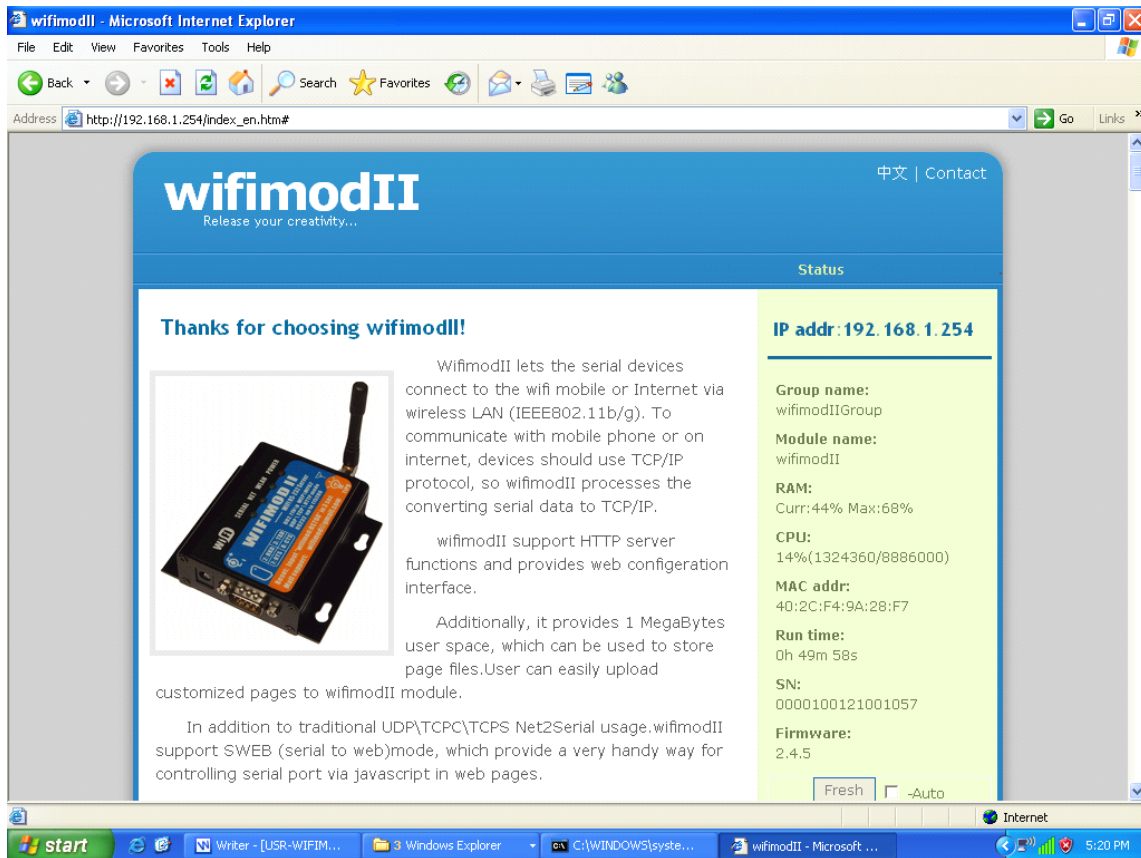 wifimodII - Microsoft Internet Explorer
File Edit View Favorites Tools Help
Back Search Favorites
Address http://192.168.1.254/index_en.htm# Go Links
wifimodII
Release your creativity...
中文 | Contact
Status
Thanks for choosing wifimodII!
WifimodII lets the serial devices
connect to the wifi mobile or Internet via
wireless LAN (IEEE802.11b/g). To
communicate with mobile phone or on
internet, devices should use TCP/IP
protocol, so wifimodII processes the
converting serial data to TCP/IP.
wifimodII support HTTP server
functions and provides web configeration
interface.
Additionally, it provides 1 MegaBytes
user space, which can be used to store
page files.User can easily upload
customized pages to wifimodII module.
In addition to traditional UDP\TCPC\TCPS Net2Serial usage.wifimodII
support SWEB (serial to web)mode, which provide a very handy way for
controlling serial port via javascript in web pages.
SERIAL NET WLAN POWER
WIFIMOD II
IP addr:192.168.1.254
Group name:
wifimodIIGroup
Module name:
wifimodII
RAM:
Curr:44% Max:68%
CPU:
14%(1324360/8886000)
MAC addr:
40:2C:F4:9A:28:F7
Run time:
0h 49m 58s
SN:
0000100121001057
Firmware:
2.4.5
Fresh -Auto
Internet
start Writer - [USR-WIFIM... 3 Windows Explorer C:\WINDOWS\syste... wifimodII - Microsoft ... 5:20 PM